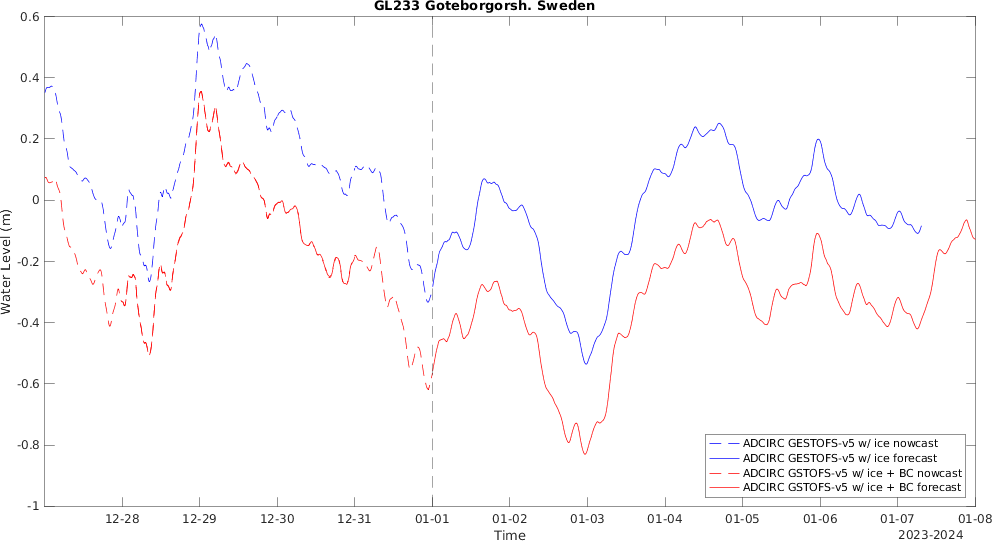 GL233 Goteborgorsh. Sweden
0.6
0.4
0.2
0
-0.2
-0.4
-0.6
-0.8
-1
Water Level (m)
ADCIRC GESTOFS-v5 w/ ice nowcast
ADCIRC GESTOFS-v5 w/ ice forecast
ADCIRC GSTOFS-v5 w/ ice + BC nowcast
ADCIRC GSTOFS-v5 w/ ice + BC forecast
12-28 12-29 12-30 12-31 01-01 01-02 01-03 01-04 01-05 01-06 01-07 01-08
Time
2023-2024